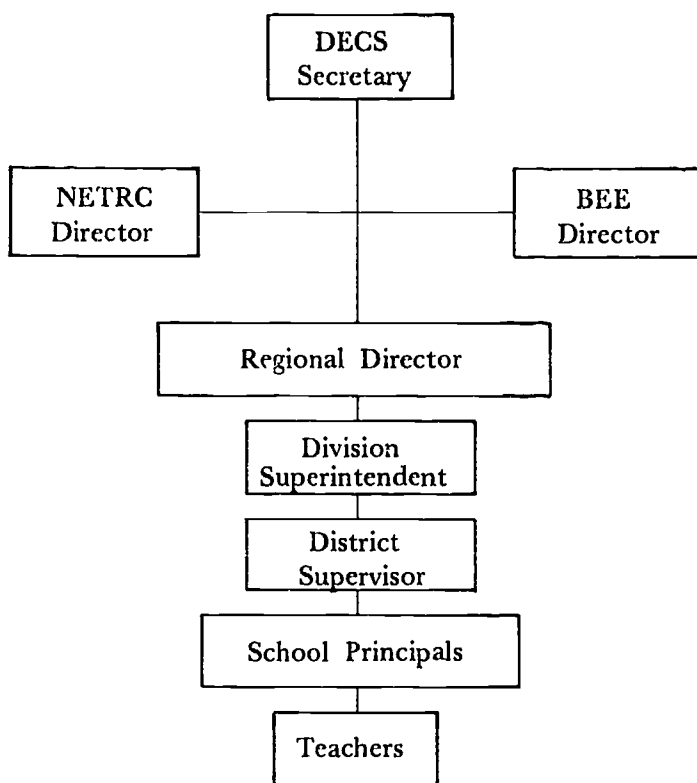 DECS
Secretary
NETRC
Director
BEE
Director
Regional Director
Division
Superintendent
District
Supervisor
School Principals
Teachers